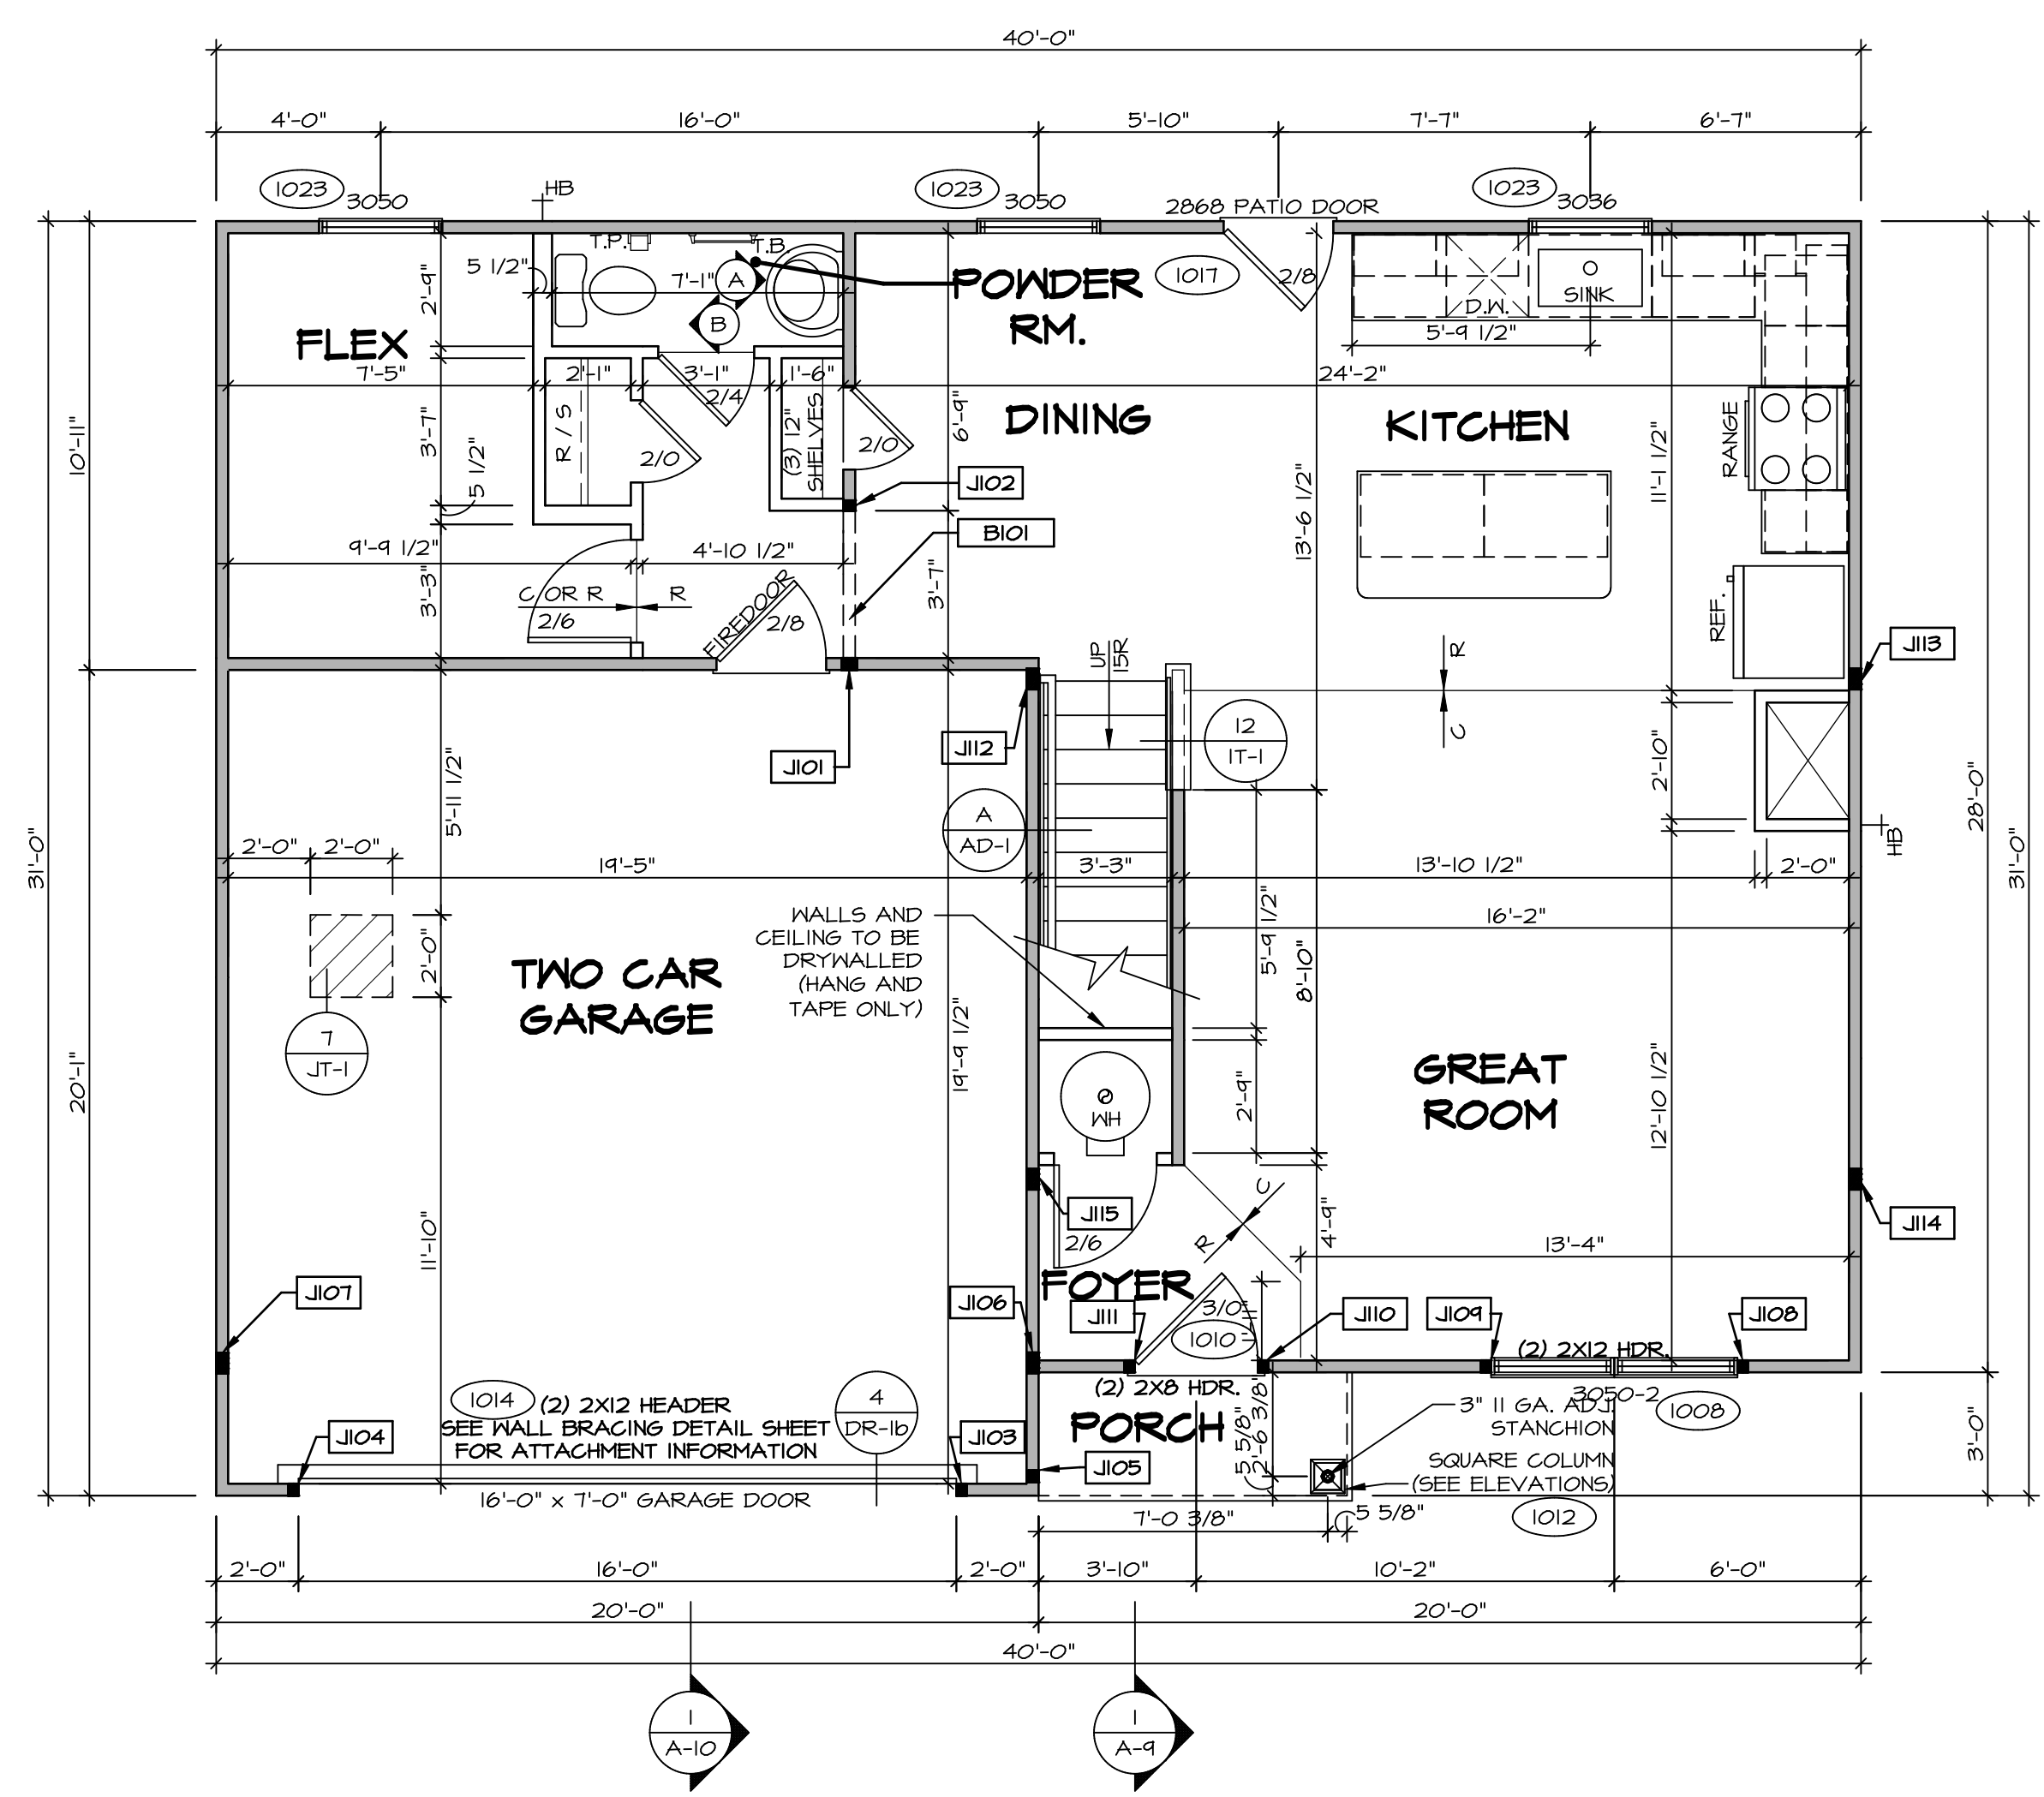 40'-0"
4'-0"
16'-0"
5'-10"
7'-7"
6'-7"
1023
3050
HB
1023
3050
2868 PATIO DOOR
1023
3036
T.P.
T.B.
5 1/2"
7'-1"
A
B
POWDER
RM.
1017
2/8
D.W.
SINK
5'-9 1/2"
2'-9"
FLEX
7'-5"
2'-1"
3'-1"
1'-6"
24'-2"
2/4
R / S
(3) 12"
SHELVES
2/0
2/0
6'-9"
DINING
KITCHEN
RANGE
10'-11"
3'-7"
5 1/2"
J102
B101
13'-6 1/2"
11'-1 1/2"
9'-9 1/2"
4'-10 1/2"
3'-7"
3'-3"
C OR R
R
2/6
FIREDOOR
2/8
REF.
UP
15R
R
C
J113
J101
J112
12
1T-1
2'-10"
5'-11 1/2"
A
AD-1
28'-0"
31'-0"
31'-0"
HB
2'-0"
2'-0"
19'-5"
3'-3"
13'-10 1/2"
2'-0"
16'-2"
WALLS AND
CEILING TO BE
DRYWALLED
(HANG AND
TAPE ONLY)
5'-9 1/2"
8'-10"
2'-0"
TWO CAR
GARAGE
19'-9 1/2"
7
JT-1
20'-1"
WH
2'-9"
GREAT
ROOM
12'-10 1/2"
J115
2/6
C
R
4'-9"
J114
11'-10"
13'-4"
J107
FOYER
J106
J111
3/0
1'-11"
1010
J110
J109
J108
(2) 2X12 HDR.
1014
(2) 2X12 HEADER
SEE WALL BRACING DETAIL SHEET
FOR ATTACHMENT INFORMATION
4
DR-1b
(2) 2X8 HDR.
PORCH
3050-2
1008
3" 11 GA. ADJ.
STANCHION
SQUARE COLUMN
(SEE ELEVATIONS)
5 5/8"
2'-6 3/8"
3'-0"
J104
J103
J105
16'-0" x 7'-0" GARAGE DOOR
1012
7'-0 3/8"
5 5/8"
2'-0"
16'-0"
2'-0"
3'-10"
10'-2"
6'-0"
20'-0"
20'-0"
40'-0"
1
A-10
1
A-9